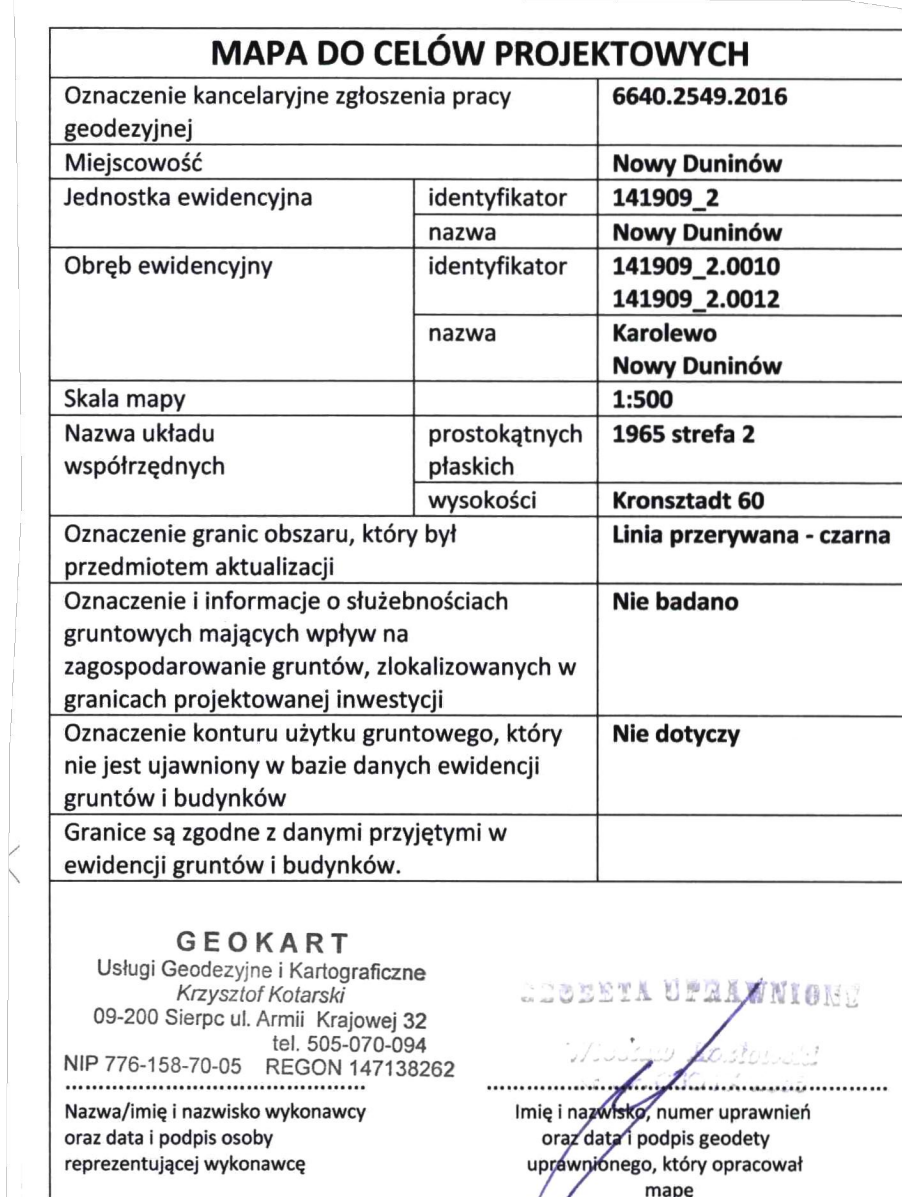 MAPA DO CELÓW PROJEKTOWYCH
Oznaczenie kancelaryjne zgłoszenia pracy
geodezyjnej
6640.2549.2016
Miejscowość
Nowy Duninów
Jednostka ewidencyjna
identyfikator
141909_2
nazwa
Nowy Duninów
Obręb ewidencyjny
identyfikator
141909_2.0010
141909_2.0012
nazwa
Karolewo
Nowy Duninów
Skala mapy
1:500
Nazwa układu
współrzędnych
prostokątnych
płaskich
1965 strefa 2
wysokości
Kronsztadt 60
Oznaczenie granic obszaru, który był
przedmiotem aktualizacji
Linia przerywana - czarna
Oznaczenie i informacje o służebnościach
gruntowych mających wpływ na
zagospodarowanie gruntów, zlokalizowanych w
granicach projektowanej inwestycji
Nie badano
Oznaczenie konturu użytku gruntowego, który
nie jest ujawniony w bazie danych ewidencji
gruntów i budynków
Nie dotyczy
Granice są zgodne z danymi przyjętymi w
ewidencji gruntów i budynków.
GEOKART
Usługi Geodezyjne i Kartograficzne
Krzysztof Kotarski
09-200 Sierpc ul. Armii Krajowej 32
tel. 505-070-094
NIP 776-158-70-05 REGON 147138262
Nazwa/imię i nazwisko wykonawcy
oraz data i podpis osoby
reprezentującej wykonawcę
GEODETA UPRAWNIONY
Imię i nazwisko, numer uprawnień
oraz data i podpis geodety
uprawnionego, który opracował
mapę